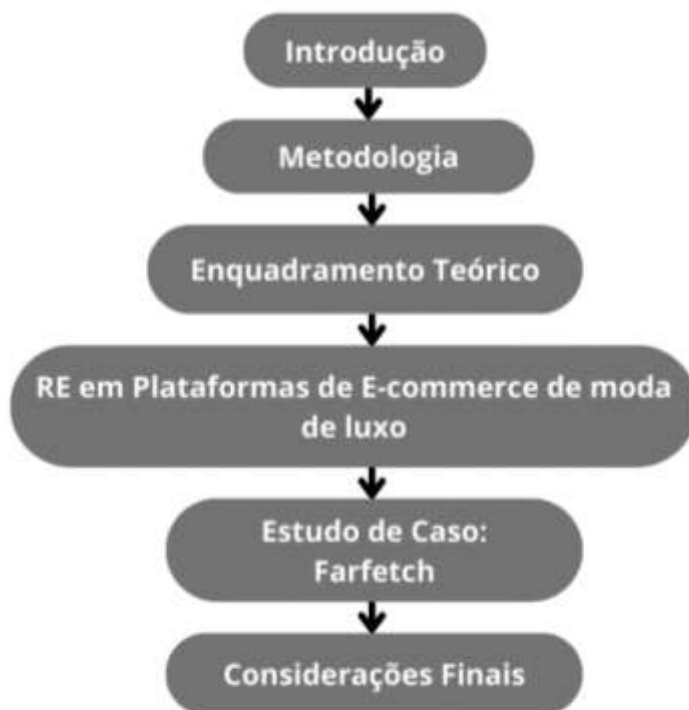 Introdução
Metodologia
Enquadramento Teórico
RE em Plataformas de E-commerce de moda
de luxo
Estudo de Caso:
Farfetch
Considerações Finais